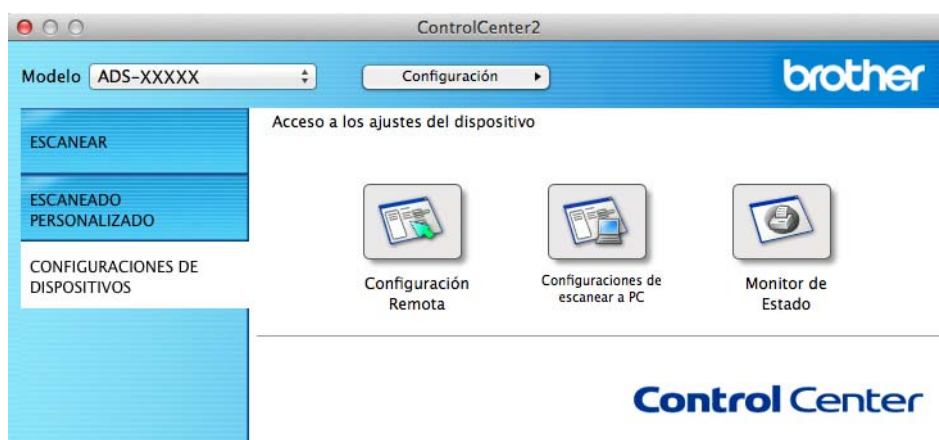 ControlCenter2
Modelo ADS-XXXXX Configuración brother
ESCANEAR
ESCANEADO
PERSONALIZADO
CONFIGURACIONES DE
DISPOSITIVOS
Acceso a los ajustes del dispositivo
Configuración
Remota
Configuraciones de
escanear a PC
Monitor de
Estado
Control Center